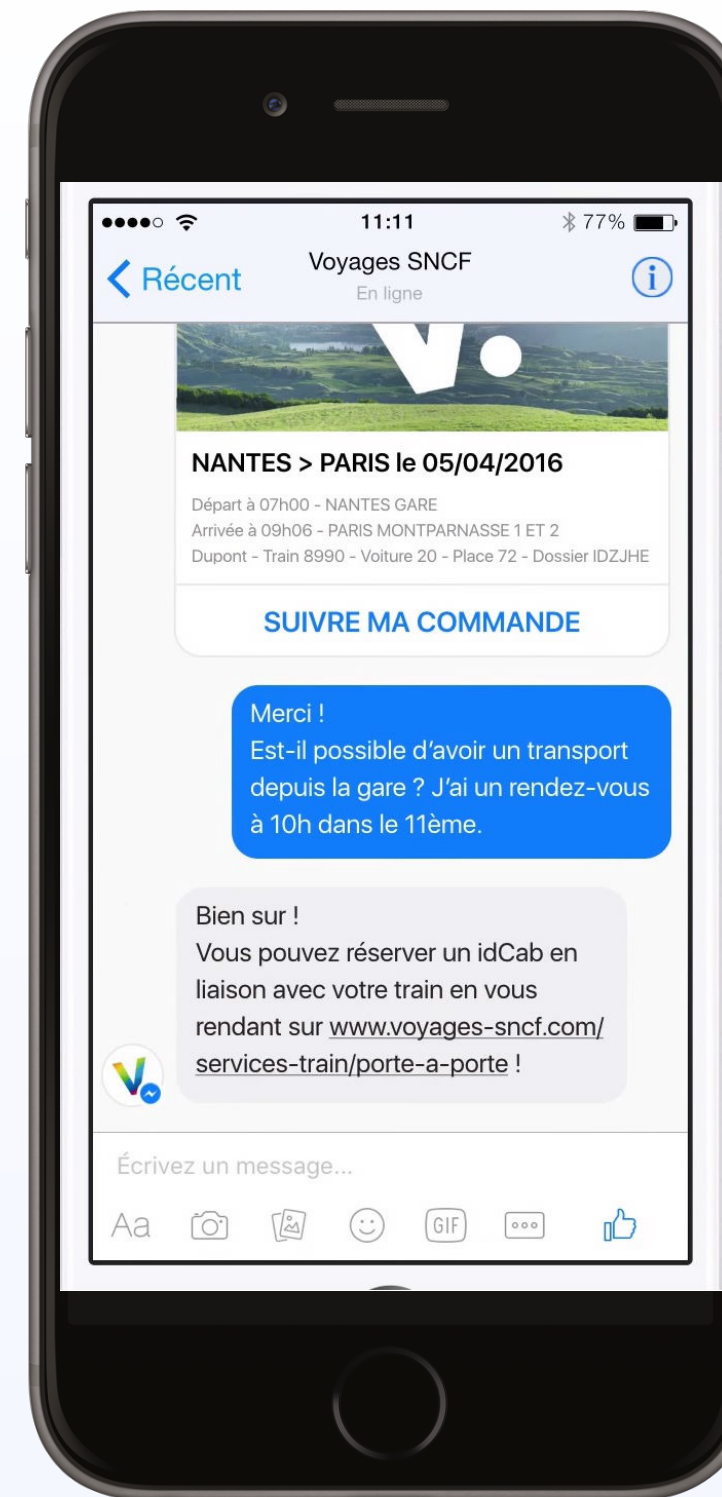 11:11
77%
Récent
Voyages SNCF
En ligne
V.
NANTES > PARIS le 05/04/2016
Départ à 07h00 - NANTES GARE
Arrivée à 09h06 - PARIS MONTPARNASSE 1 ET 2
Dupont - Train 8990 - Voiture 20 - Place 72 - Dossier IDZJHE
SUIVRE MA COMMANDE
Merci !
Est-il possible d’avoir un transport
depuis la gare ? J’ai un rendez-vous
à 10h dans le 11ème.
Bien sur !
Vous pouvez réserver un idCab en
liaison avec votre train en vous
rendant sur www.voyages-sncf.com/
services-train/porte-a-porte !
V.
Écrivez un message...
Aa
GIF